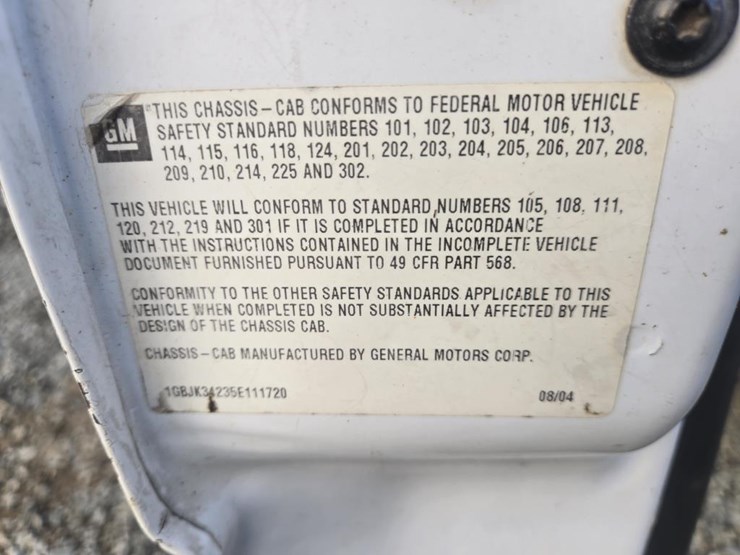 GM
THIS CHASSIS-CAB CONFORMS TO FEDERAL MOTOR VEHICLE
SAFETY STANDARD NUMBERS 101, 102, 103, 104, 106, 113,
114, 115, 116, 118, 124, 201, 202, 203, 204, 205, 206, 207, 208,
209, 210, 214, 225 AND 302.
THIS VEHICLE WILL CONFORM TO STANDARD NUMBERS 105, 108, 111,
120, 212, 219 AND 301 IF IT IS COMPLETED IN ACCORDANCE
WITH THE INSTRUCTIONS CONTAINED IN THE INCOMPLETE VEHICLE
DOCUMENT FURNISHED PURSUANT TO 49 CFR PART 568.
CONFORMITY TO THE OTHER SAFETY STANDARDS APPLICABLE TO THIS
VEHICLE WHEN COMPLETED IS NOT SUBSTANTIALLY AFFECTED BY THE
DESIGN OF THE CHASSIS CAB.
CHASSIS-CAB MANUFACTURED BY GENERAL MOTORS CORP.
1GBJK34235E111720
08/04